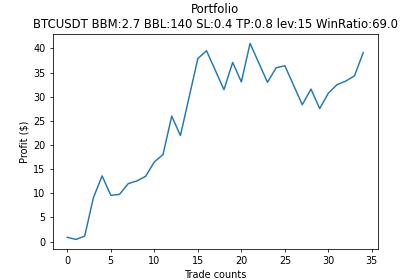 Portfolio
BTCUSDT BBM:2.7 BBL:140 SL:0.4 TP:0.8 lev:15 WinRatio:69.0
40
35
30
25
20
15
10
5
0
Profit ($)
0 5 10 15 20 25 30 35
Trade counts